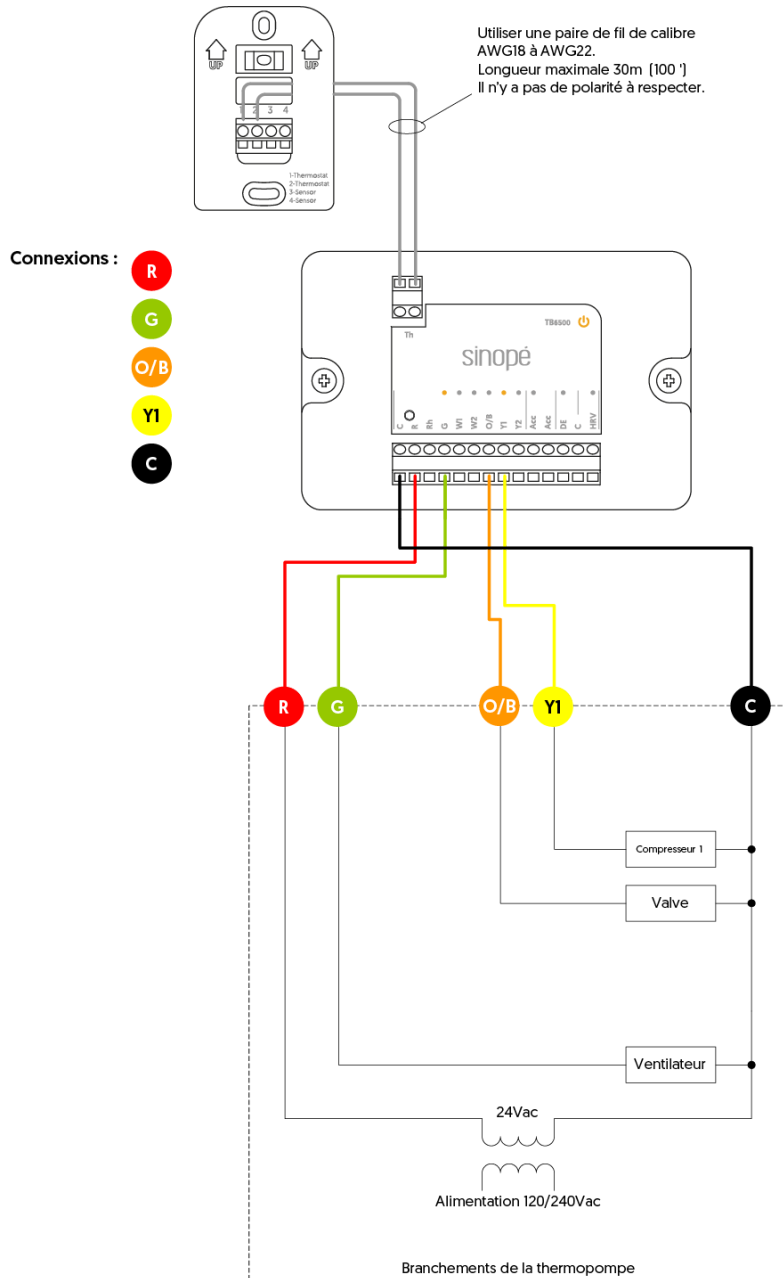 UP
UP
1 2 3 4
1-Thermostat
2-Thermostat
3-Sensor
4-Sensor
Utiliser une paire de fil de calibre
AWG18 à AWG22.
Longueur maximale 30m (100 ')
Il n'y a pas de polarité à respecter.
Connexions :
R
G
O/B
Y1
C
Th
TB6500
sinopé
C
R
Rh
G
W1
W2
O/B
Y1
Y2
Acc
Acc
DE
C
HRV
R
G
O/B
Y1
C
Compresseur 1
Valve
Ventilateur
24Vac
Alimentation 120/240Vac
Branchements de la thermopompe